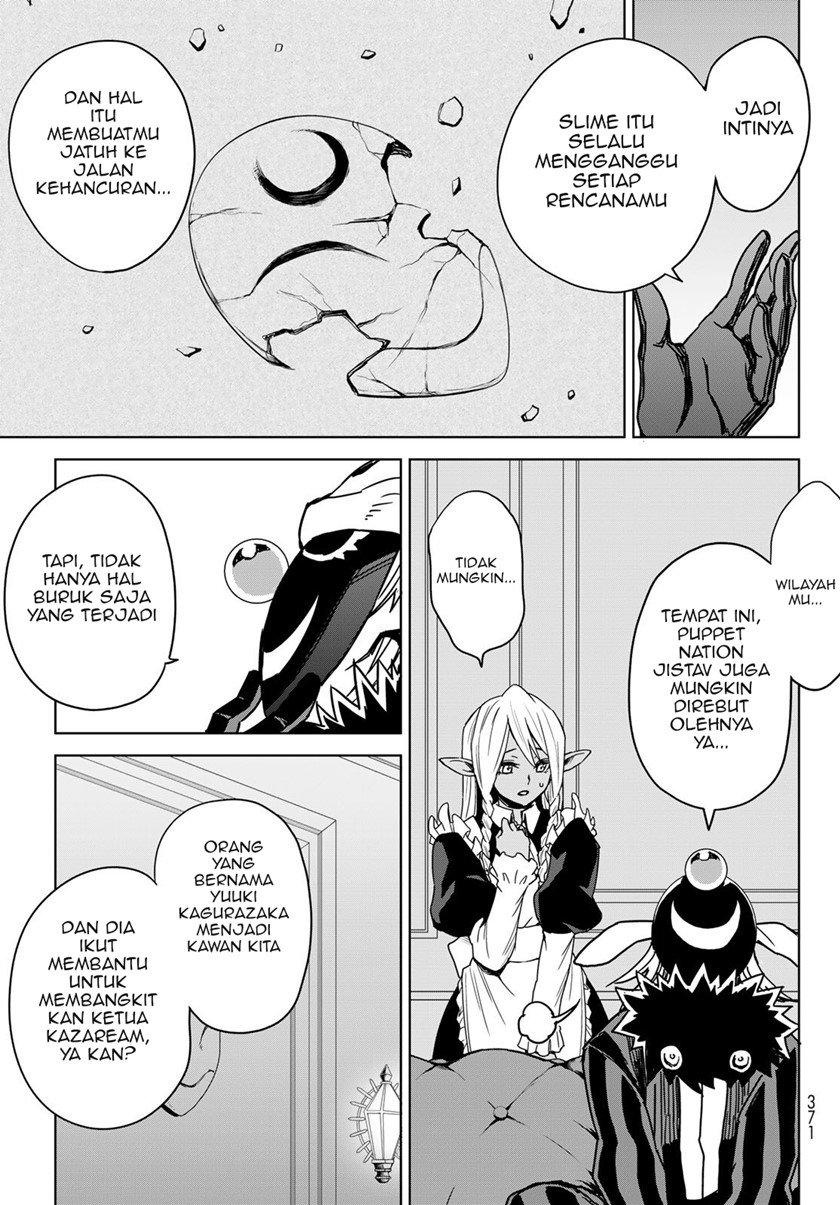 JADI
INTINYA
SLIME ITU
SELALU
MENGGANGGU
SETIAP
RENCANAMU
DAN HAL
ITU
MEMBUATMU
JATUH KE
JALAN
KEHANCURAN...
WILAYAH
MU...
TEMPAT INI,
PUPPET
NATION
JISTAV JUGA
MUNGKIN
DIREBUT
OLEHNYA
YA...
TIDAK
MUNGKIN...
TAPI, TIDAK
HANYA HAL
BURUK SAJA
YANG TERJADI
ORANG
YANG
BERNAMA
YUUKI
KAGURAZAKA
MENJADI
KAWAN KITA
DAN DIA
IKUT
MEMBANTU
UNTUK
MEMBANGKIT
KAN KETUA
KAZAREAM,
YA KAN?
371